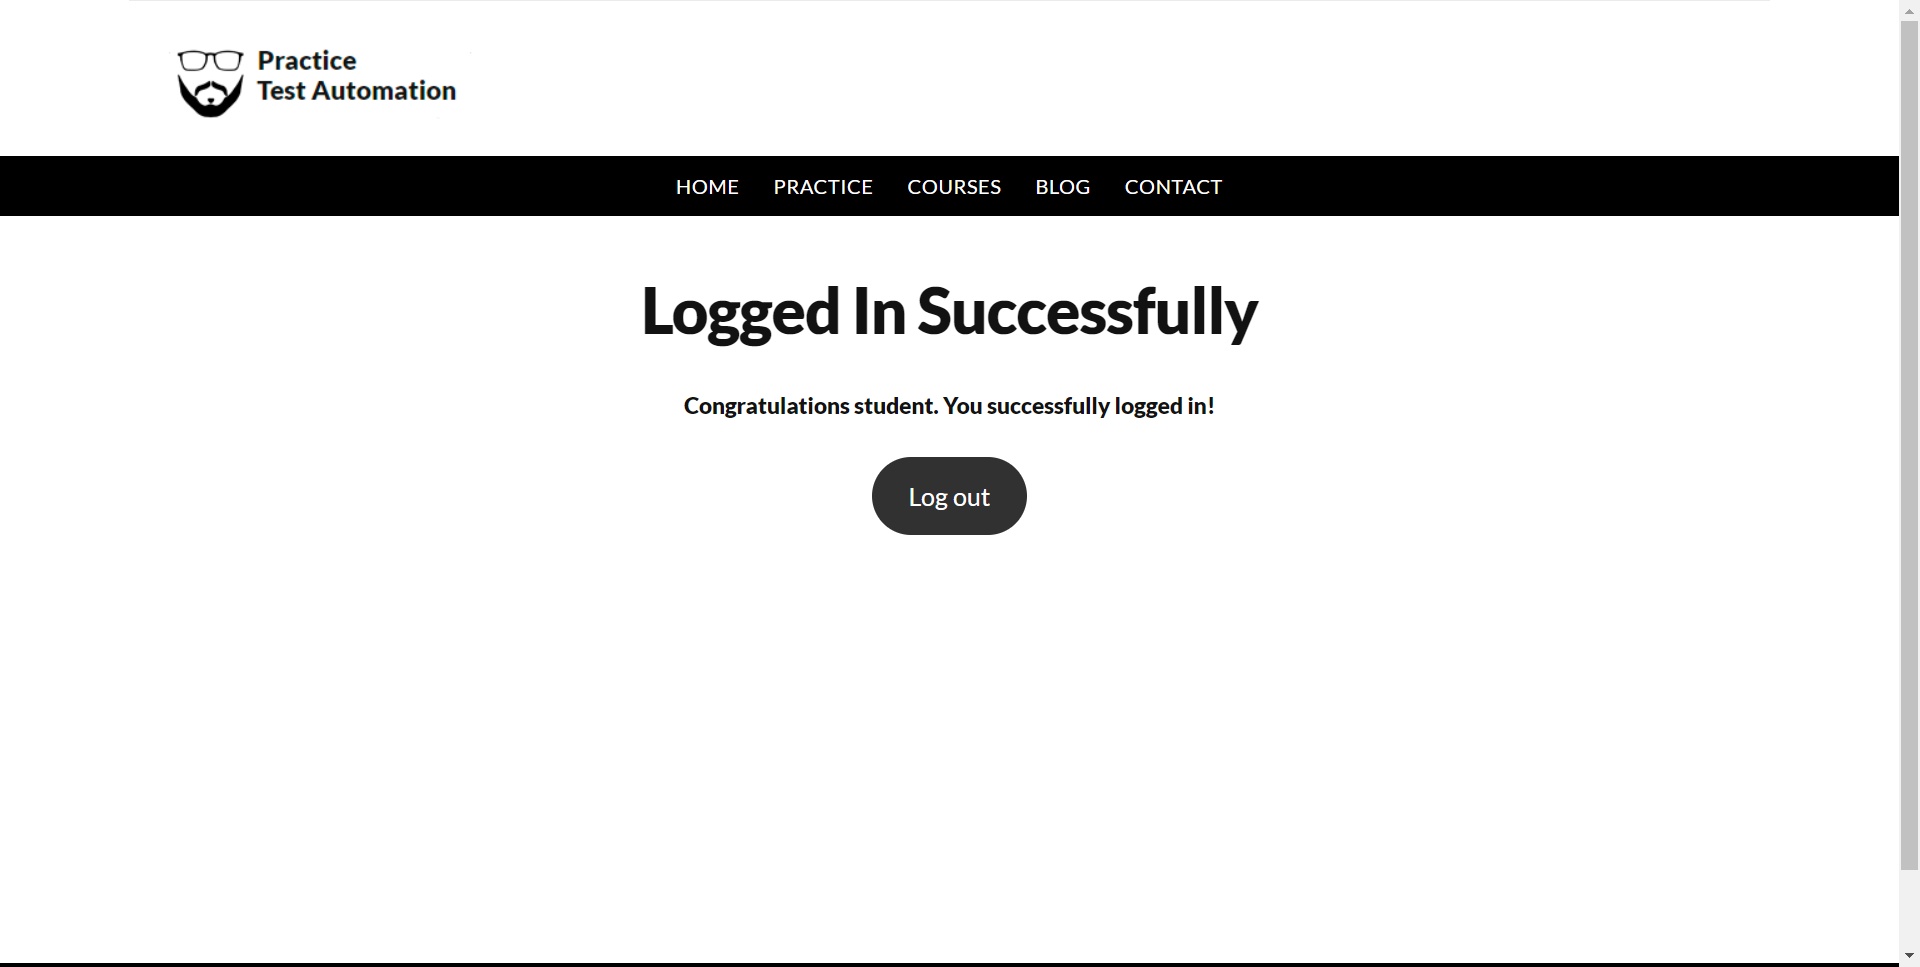 Practice
Test Automation
HOME PRACTICE COURSES BLOG CONTACT
Logged In Successfully
Congratulations student. You successfully logged in!
Log out